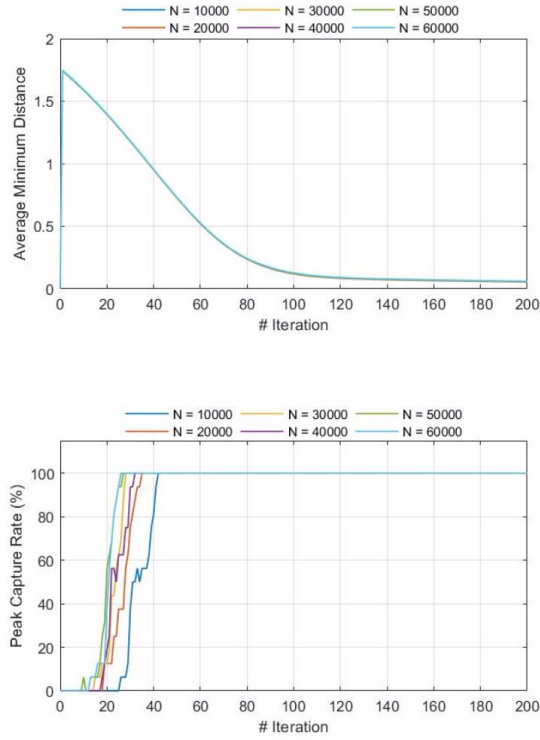 N = 10000 N = 30000 N = 50000
N = 20000 N = 40000 N = 60000
2
1.5
1
0.5
0
Average Minimum Distance
0 20 40 60 80 100 120 140 160 180 200
# Iteration
N = 10000 N = 30000 N = 50000
N = 20000 N = 40000 N = 60000
100
80
60
40
20
0
Peak Capture Rate (%)
0 20 40 60 80 100 120 140 160 180 200
# Iteration